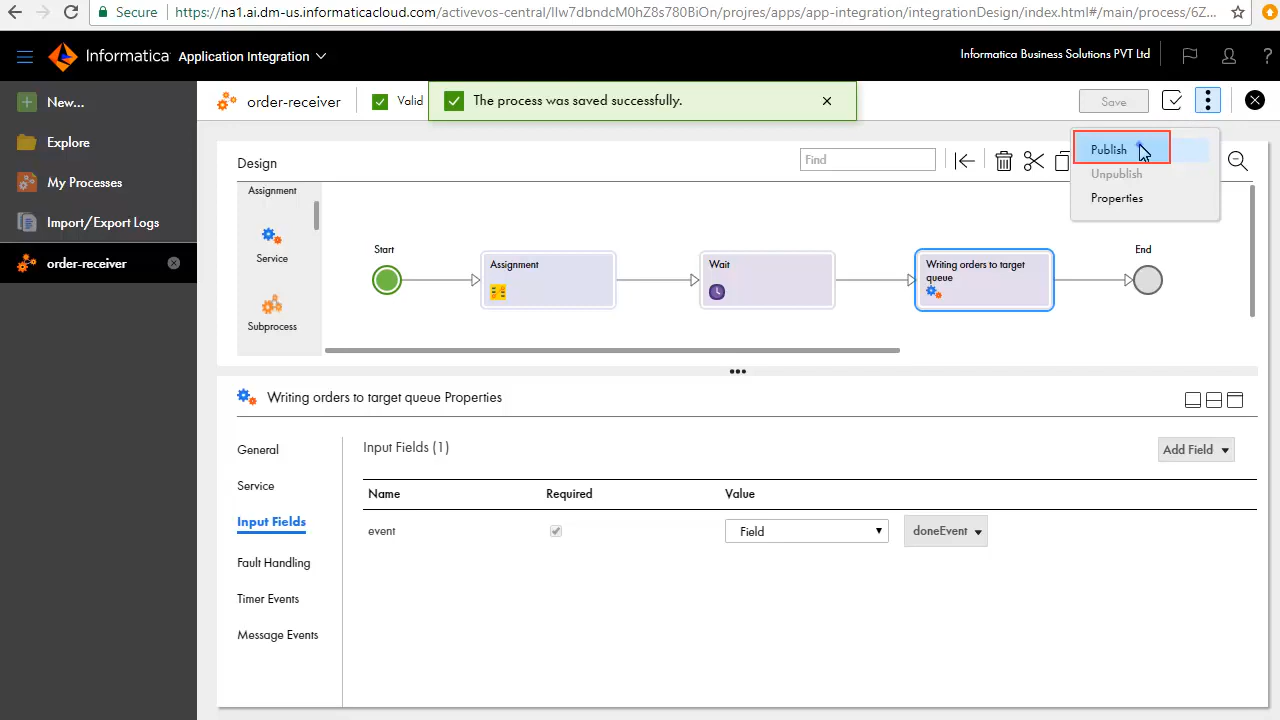 Secure
https://na1.ai.dm-us.informaticacloud.com/activevos-central/
/projres/apps/app-integration/integrationDesign/index.html#/main/process/6Z...
Informatica Application Integration
Informatica Business Solutions PVT Ltd
?
New...
Explore
My Processes
Import/Export Logs
order-receiver
order-receiver
Valid
The process was saved successfully.
Save
Publish
Unpublish
Properties
Design
Find
Assignment
Service
Subprocess
Start
Assignment
Wait
Writing orders to target
queue
End
Writing orders to target queue Properties
General
Service
Input Fields
Fault Handling
Timer Events
Message Events
Input Fields (1)
Add Field
Name Required Value
event Field doneEvent